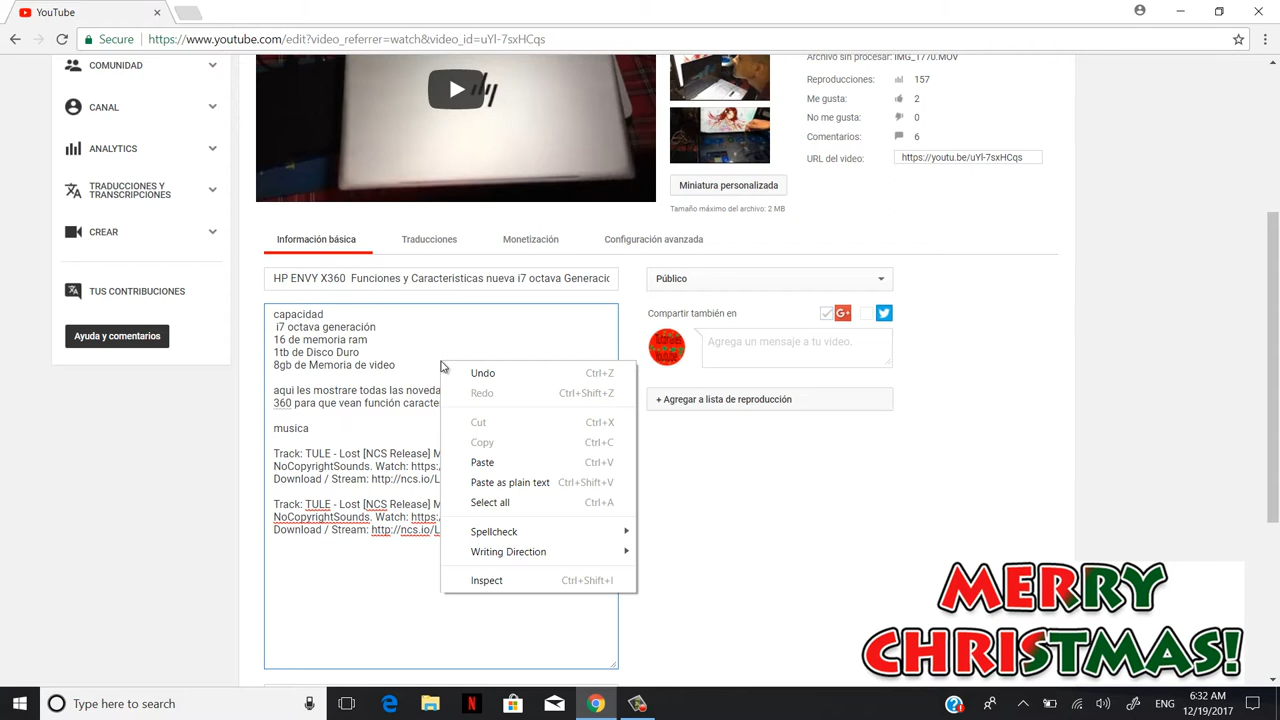 YouTube
Secure
https://www.youtube.com/edit?video_referrer=watch&video_id=uYl-7sxHCqs
COMUNIDAD
CANAL
ANALYTICS
TRADUCCIONES Y
TRANSCRIPCIONES
CREAR
TUS CONTRIBUCIONES
Ayuda y comentarios
Archivo sin procesar: IMG_1770.MOV
Reproducciones: 157
Me gusta: 2
No me gusta: 0
Comentarios: 6
URL del video: https://youtu.be/uYl-7sxHCqs
Miniatura personalizada
Tamaño máximo del archivo: 2 MB
Información básica
Traducciones
Monetización
Configuración avanzada
HP ENVY X360 Funciones y Caracteristicas nueva i7 octava Generacio
Público
capacidad
i7 octava generación
16 de memoria ram
1tb de Disco Duro
8gb de Memoria de video
aqui les mostrare todas las noveda
360 para que vean función caracte
musica
Track: TULE - Lost [NCS Release] M
NoCopyrightSounds. Watch: https:
Download / Stream: http://ncs.io/L
Track: TULE - Lost [NCS Release] M
NoCopyrightSounds. Watch: https:
Download / Stream: http://ncs.io/L
Compartir también en
G+
Agrega un mensaje a tu video.
+ Agregar a lista de reproducción
Undo Ctrl+Z
Redo Ctrl+Shift+Z
Cut Ctrl+X
Copy Ctrl+C
Paste Ctrl+V
Paste as plain text Ctrl+Shift+V
Select all Ctrl+A
Spellcheck
Writing Direction
Inspect Ctrl+Shift+I
MERRY
CHRISTMAS!
Type here to search
6:32 AM
12/19/2017